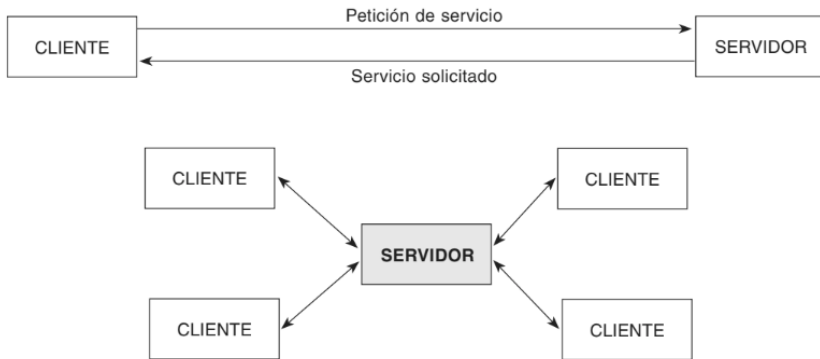 Petición de servicio
CLIENTE
SERVIDOR
Servicio solicitado
CLIENTE
CLIENTE
SERVIDOR
CLIENTE
CLIENTE